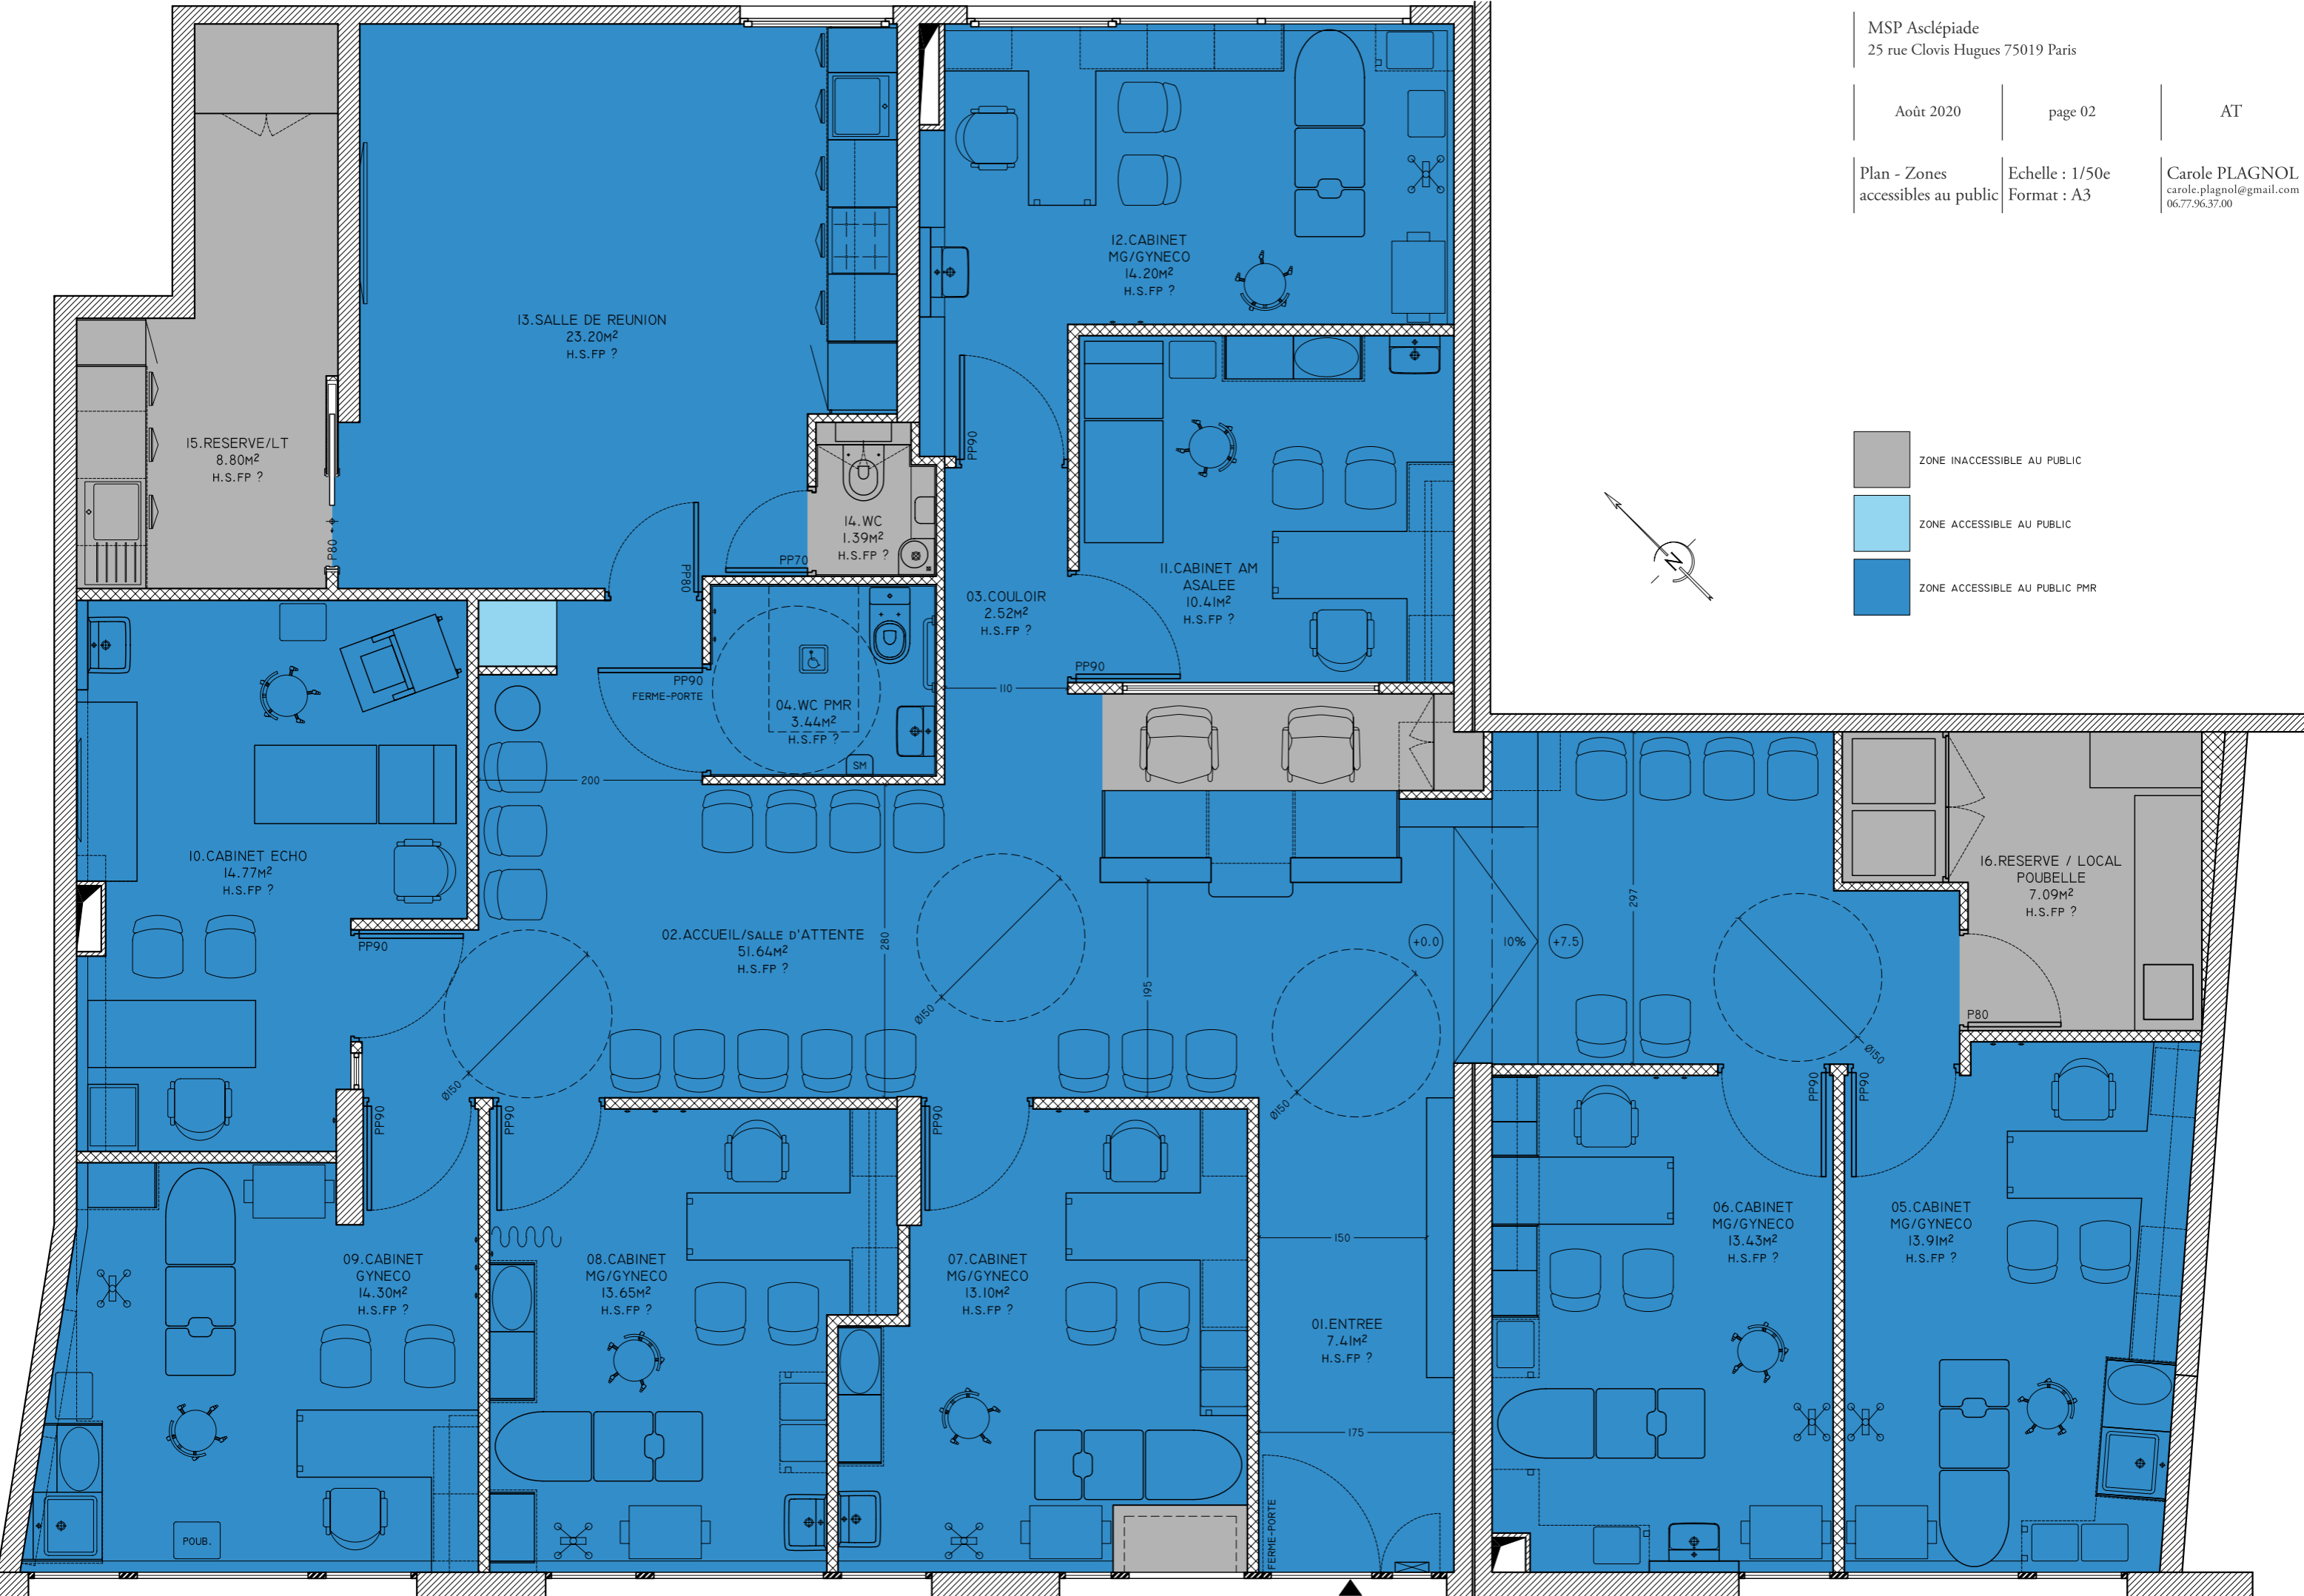 MSP Asclépiade
25 rue Clovis Hugues 75019 Paris
Août 2020
page 02
AT
Plan - Zones
accessibles au public
Echelle : 1/50e
Format : A3
Carole PLAGNOL
carole.plagnol@gmail.com
06.77.96.37.00
ZONE INACCESSIBLE AU PUBLIC
ZONE ACCESSIBLE AU PUBLIC
ZONE ACCESSIBLE AU PUBLIC PMR
N
12.CABINET
MG/GYNECO
14.20M²
H.S.FP ?
13.SALLE DE REUNION
23.20M²
H.S.FP ?
15.RESERVE/LT
8.80M²
H.S.FP ?
P80
14.WC
1.39M²
H.S.FP ?
PP70
PP80
PP90
11.CABINET AM
ASALEE
10.41M²
H.S.FP ?
PP90
03.COULOIR
2.52M²
H.S.FP ?
110
PP90
FERME-PORTE
04.WC PMR
3.44M²
H.S.FP ?
SM
200
10.CABINET ECHO
14.77M²
H.S.FP ?
PP90
02.ACCUEIL/SALLE D'ATTENTE
51.64M²
H.S.FP ?
280
195
297
+0.0
10%
+7.5
Ø150
Ø150
Ø150
Ø150
16.RESERVE / LOCAL
POUBELLE
7.09M²
H.S.FP ?
P80
PP90
PP90
PP90
PP90
PP90
09.CABINET
GYNECO
14.30M²
H.S.FP ?
POUB.
08.CABINET
MG/GYNECO
13.65M²
H.S.FP ?
07.CABINET
MG/GYNECO
13.10M²
H.S.FP ?
150
01.ENTREE
7.41M²
H.S.FP ?
175
FERME-PORTE
06.CABINET
MG/GYNECO
13.43M²
H.S.FP ?
05.CABINET
MG/GYNECO
13.91M²
H.S.FP ?